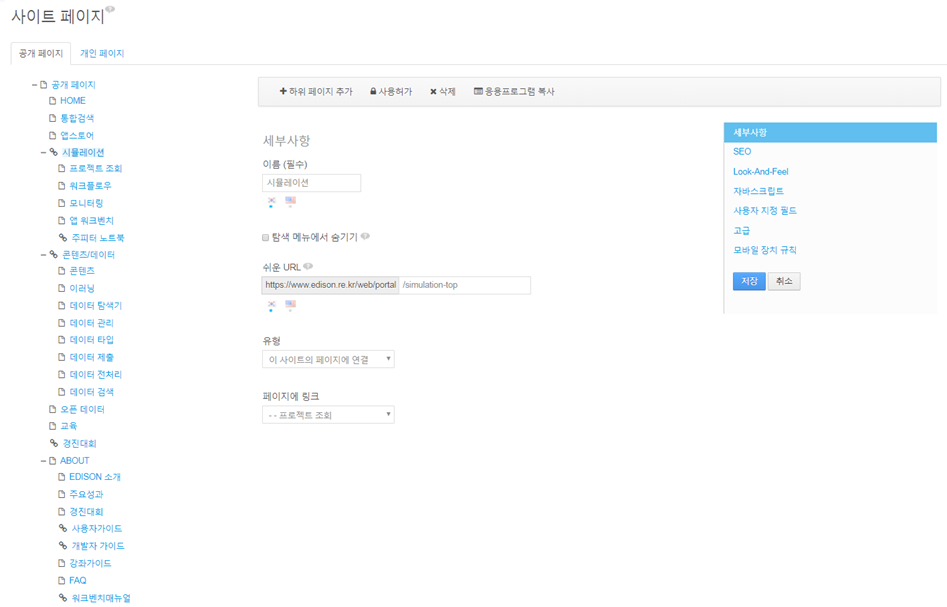 사이트 페이지
공개 페이지
개인 페이지
공개 페이지
HOME
통합검색
앱스토어
시뮬레이션
프로젝트 조회
워크플로우
모니터링
앱 워크벤치
주피터 노트북
콘텐츠/데이터
콘텐츠
이러닝
데이터 탐색기
데이터 관리
데이터 타입
데이터 제출
데이터 전처리
데이터 검색
오픈 데이터
교육
경진대회
ABOUT
EDISON 소개
주요성과
경진대회
사용자가이드
개발자 가이드
강좌가이드
FAQ
워크벤치매뉴얼
하위 페이지 추가
사용허가
삭제
응용프로그램 복사
세부사항
이름 (필수)
시뮬레이션
탐색 메뉴에서 숨기기
쉬운 URL
https://www.edison.re.kr/web/portal /simulation-top
유형
이 사이트의 페이지에 연결
페이지에 링크
- - 프로젝트 조회
세부사항
SEO
Look-And-Feel
자바스크립트
사용자 지정 필드
고급
모바일 장치 규칙
저장
취소